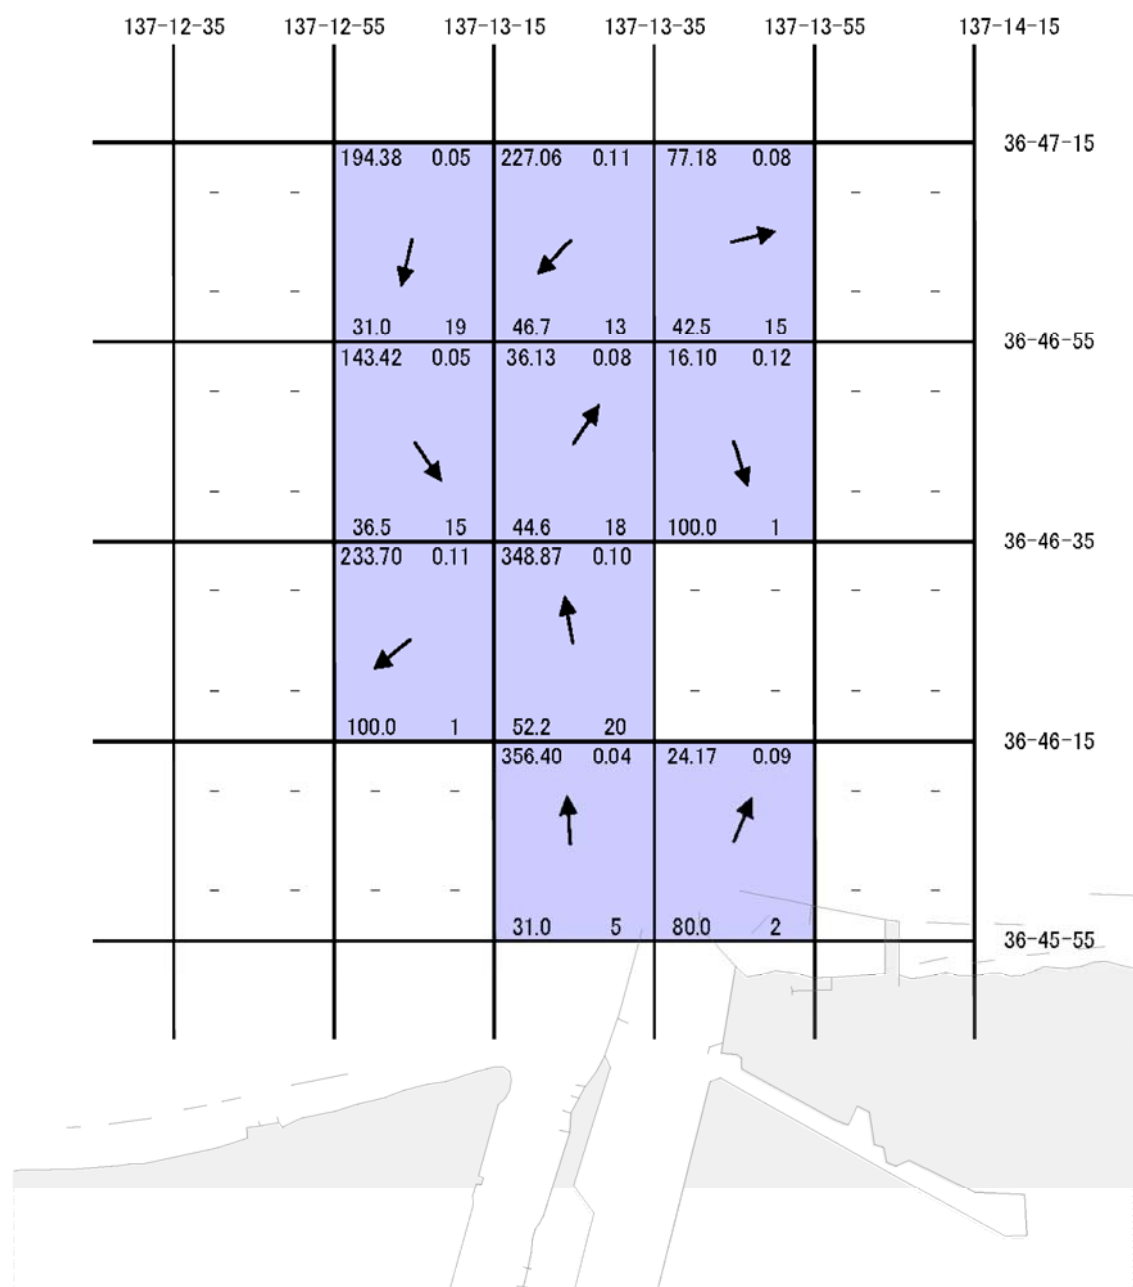 137-12-35 137-12-55 137-13-15 137-13-35 137-13-55 137-14-15
36-47-15
194.38 0.05 227.06 0.11 77.18 0.08
- - - -
- - - -
31.0 19 46.7 13 42.5 15
36-46-55
143.42 0.05 36.13 0.08 16.10 0.12
- - - -
- - - -
36.5 15 44.6 18 100.0 1
36-46-35
233.70 0.11 348.87 0.10
- - - - - -
- - - - - -
100.0 1 52.2 20
36-46-15
356.40 0.04 24.17 0.09
- - - - - -
- - - - - -
31.0 5 80.0 2
36-45-55